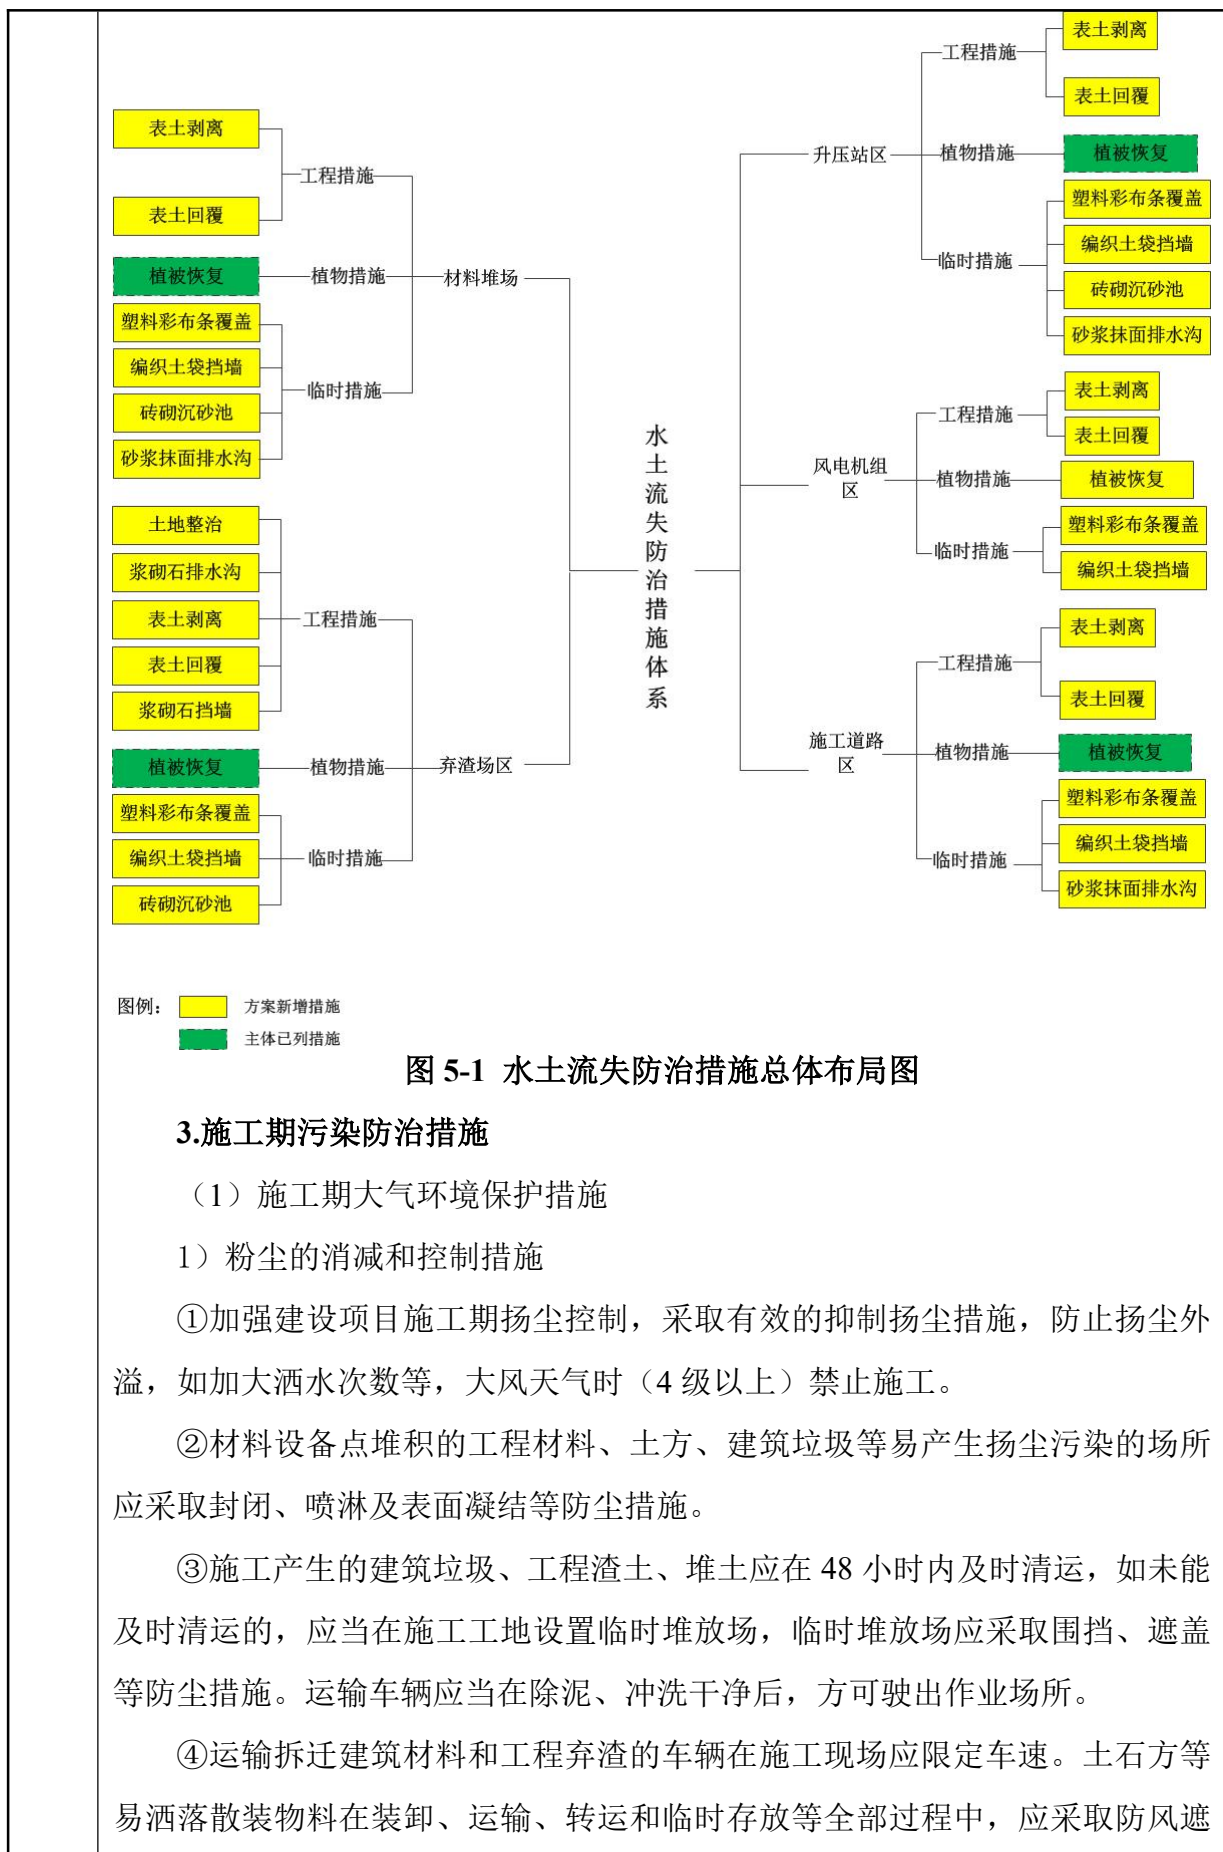 表土剥离
表土回覆
工程措施
植被恢复
植物措施
材料堆场
塑料彩布条覆盖
编织土袋挡墙
砖砌沉砂池
砂浆抹面排水沟
临时措施
土地整治
浆砌石排水沟
表土剥离
表土回覆
浆砌石挡墙
工程措施
植被恢复
植物措施
弃渣场区
塑料彩布条覆盖
编织土袋挡墙
砖砌沉砂池
临时措施
水土流失防治措施体系
升压站区
工程措施
表土剥离
表土回覆
植物措施
植被恢复
临时措施
塑料彩布条覆盖
编织土袋挡墙
砖砌沉砂池
砂浆抹面排水沟
风电机组
区
工程措施
表土剥离
表土回覆
植物措施
植被恢复
临时措施
塑料彩布条覆盖
编织土袋挡墙
施工道路
区
工程措施
表土剥离
表土回覆
植物措施
植被恢复
临时措施
塑料彩布条覆盖
编织土袋挡墙
砂浆抹面排水沟
图例：
方案新增措施
主体已列措施
图 5-1 水土流失防治措施总体布局图
3.施工期污染防治措施
（1）施工期大气环境保护措施
1）粉尘的消减和控制措施
①加强建设项目施工期扬尘控制，采取有效的抑制扬尘措施，防止扬尘外
溢，如加大洒水次数等，大风天气时（4 级以上）禁止施工。
②材料设备点堆积的工程材料、土方、建筑垃圾等易产生扬尘污染的场所
应采取封闭、喷淋及表面凝结等防尘措施。
③施工产生的建筑垃圾、工程渣土、堆土应在 48 小时内及时清运，如未能
及时清运的，应当在施工工地设置临时堆放场，临时堆放场应采取围挡、遮盖
等防尘措施。运输车辆应当在除泥、冲洗干净后，方可驶出作业场所。
④运输拆迁建筑材料和工程弃渣的车辆在施工现场应限定车速。土石方等
易洒落散装物料在装卸、运输、转运和临时存放等全部过程中，应采取防风遮